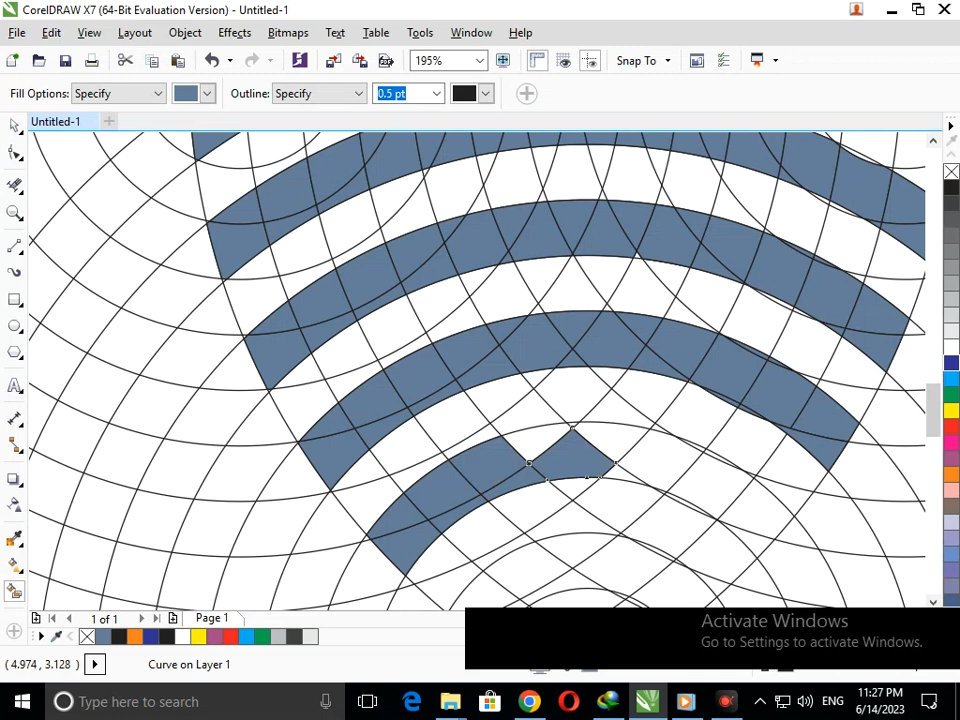 CorelDRAW X7 (64-Bit Evaluation Version) - Untitled-1
File Edit View Layout Object Effects Bitmaps Text Table Tools Window Help
195% Snap To
Fill Options: Specify Outline: Specify 0.5 pt
Untitled-1
1 of 1 Page 1
Activate Windows
Go to Settings to activate Windows.
( 4.974 , 3.128 ) Curve on Layer 1
Type here to search ENG 11:27 PM
6/14/2023